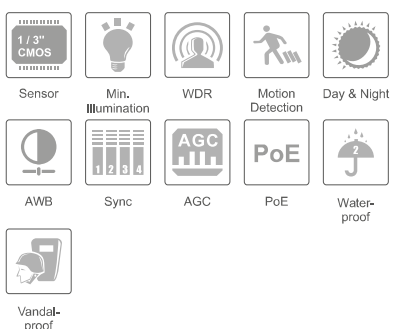 1 / 3"
CMOS
Sensor
Min.
Illumination
WDR
Motion
Detection
Day & Night
1 2 3 4
AGC
PoE
2
AWB
Sync
AGC
PoE
Water-
proof
Vandal-
proof